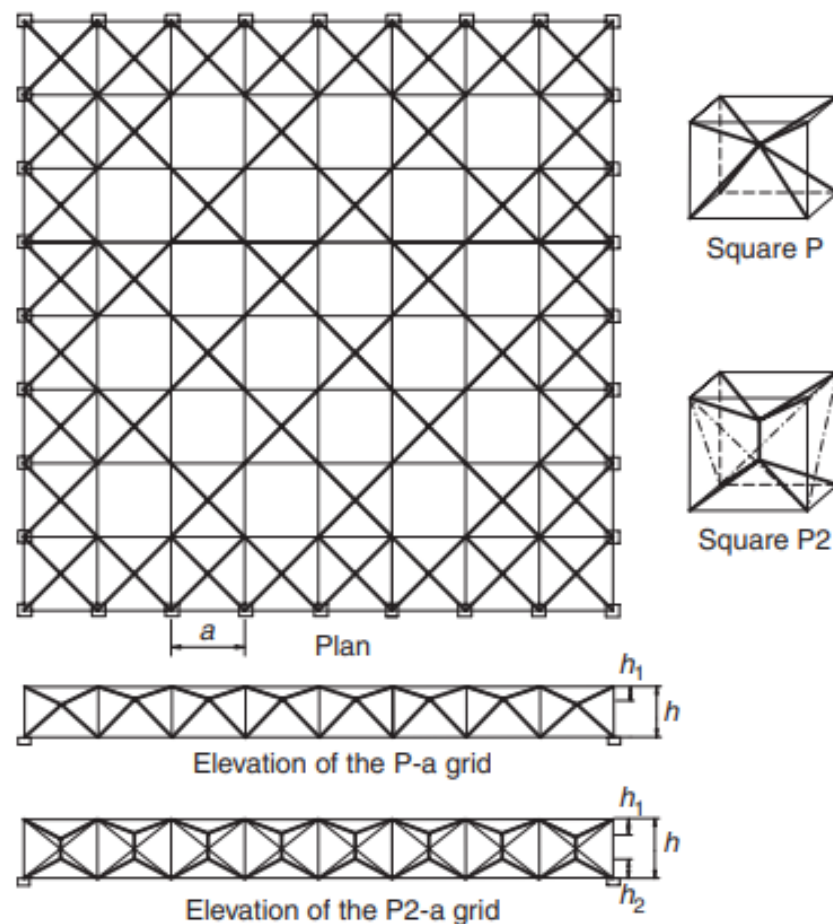 Square P
Square P2
a
Plan
h1
h
Elevation of the P-a grid
h1
h
h2
Elevation of the P2-a grid